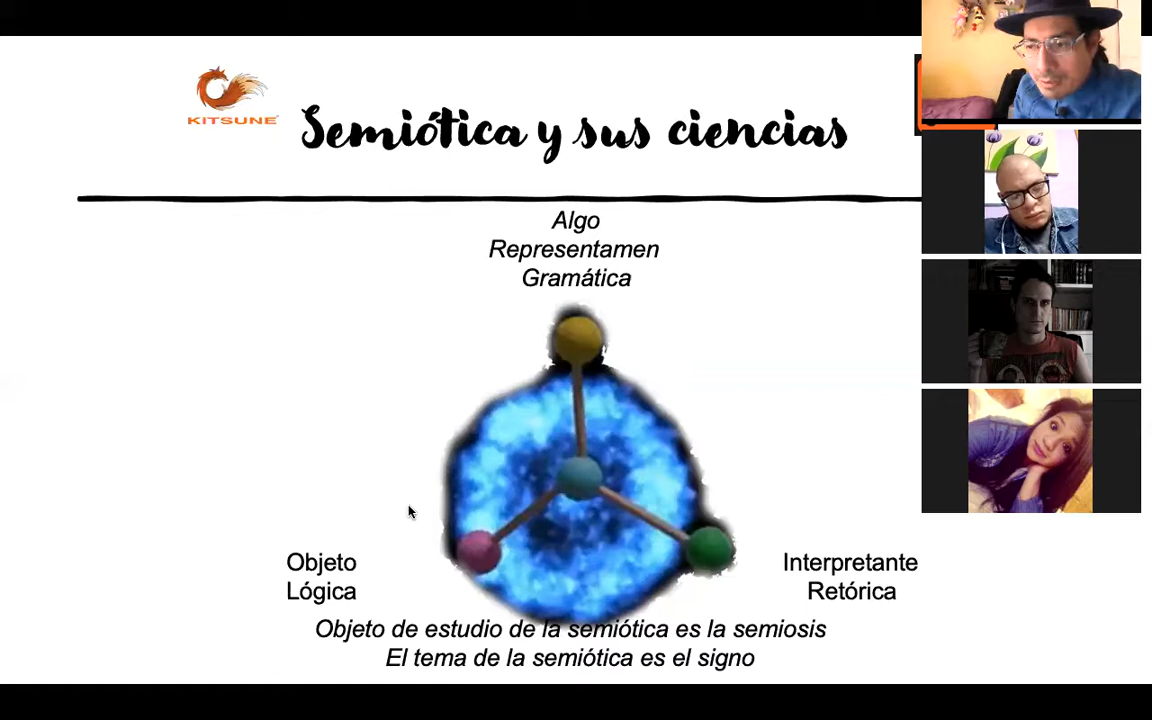 KITSUNE
Semiótica y sus ciencias
Algo
Representamen
Gramática
Objeto
Lógica
Interpretante
Retórica
Objeto de estudio de la semiótica es la semiosis
El tema de la semiótica es el signo